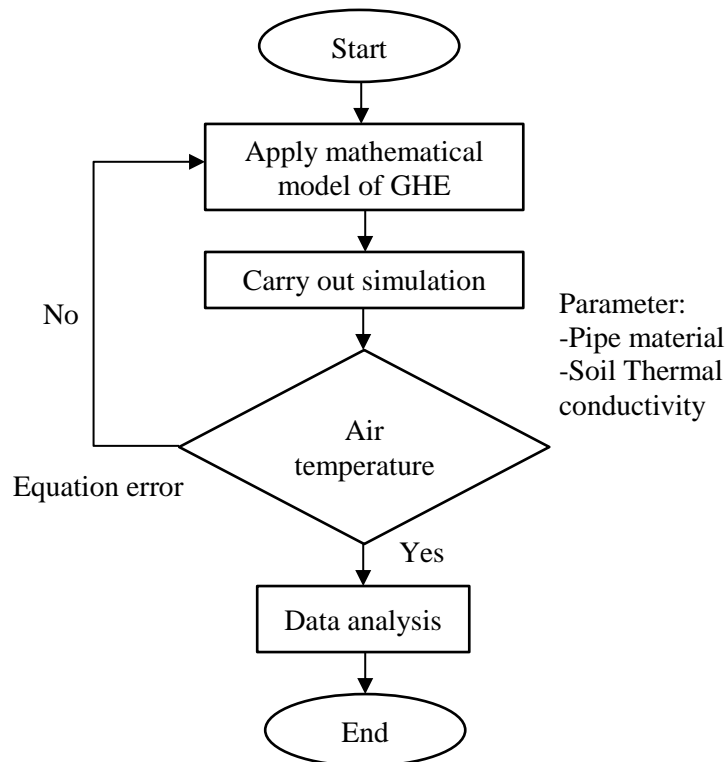 Start
Apply mathematical
model of GHE
Carry out simulation
No
Parameter:
-Pipe material
-Soil Thermal
conductivity
Air
temperature
Equation error
Yes
Data analysis
End